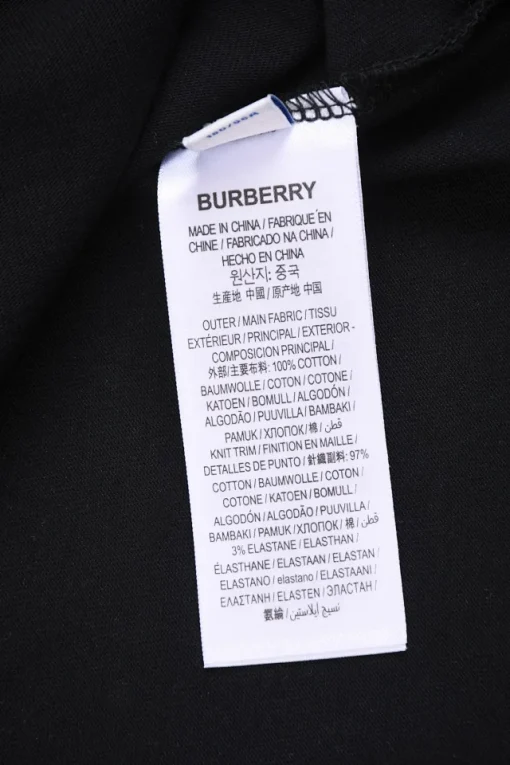 BURBERRY
MADE IN CHINA / FABRIQUÉ EN
CHINE / FABRICADO NA CHINA /
HECHO EN CHINA
원산지: 중국
生産地 中國 / 原产地 中国
OUTER / MAIN FABRIC / TISSU
EXTÉRIEUR / PRINCIPAL / EXTERIOR -
COMPOSICION PRINCIPAL /
外部/主要布料: 100% COTTON /
BAUMWOLLE / COTON / COTONE /
KATOEN / BOMULL / ALGODÓN /
ALGODÃO / PUUVILLA / BAMBAKI /
PAMUK / ХЛОПОК / 棉 / قطن
KNIT TRIM / FINITION EN MAILLE /
DETALLES DE PUNTO / 針織副料: 97%
COTTON / BAUMWOLLE / COTON /
COTONE / KATOEN / BOMULL /
ALGODÓN / ALGODÃO / PUUVILLA /
BAMBAKI / PAMUK / ХЛОПОК / 棉 / قطن
3% ELASTANE / ELASTHAN /
ÉLASTHANE / ELASTAAN / ELASTAN /
ELASTANO / elastano / ELASTAANI /
ΕΛΑΣΤΑΝΗ / ELASTEN / ЭЛАСТАН /
氨綸 / نسيج إيلاستين